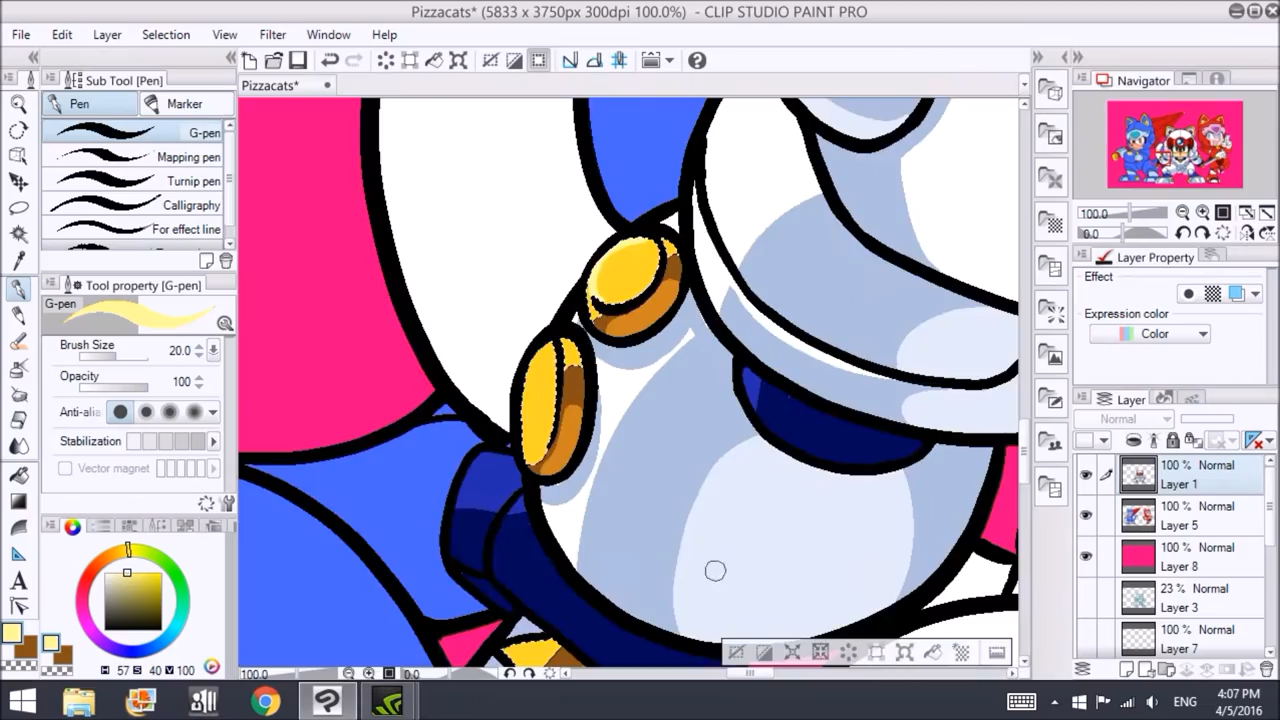 Pizzacats* (5833 x 3750px 300dpi 100.0%) - CLIP STUDIO PAINT PRO
File Edit Layer Selection View Filter Window Help
Sub Tool [Pen]
Pizzacats*
Navigator
Pen Marker
G-pen
Mapping pen
Turnip pen
Calligraphy
For effect line
100.0
0.0
Layer Property
Effect
Expression color
Color
Tool property [G-pen]
G-pen
Brush Size 20.0
Opacity 100
Anti-alia
Stabilization
Vector magnet
Layer
Normal
100 % Normal
Layer 1
100 % Normal
Layer 5
100 % Normal
Layer 8
23 % Normal
Layer 3
100 % Normal
Layer 7
H 57 S 40 V 100
100.0 0.0
ENG
4:07 PM
4/5/2016